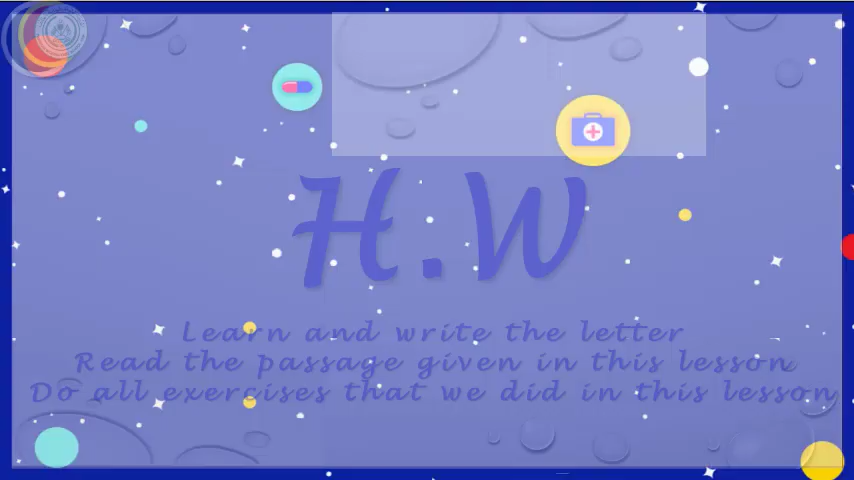 H.W
Learn and write the letter
Read the passage given in this lesson
Do all exercises that we did in this lesson